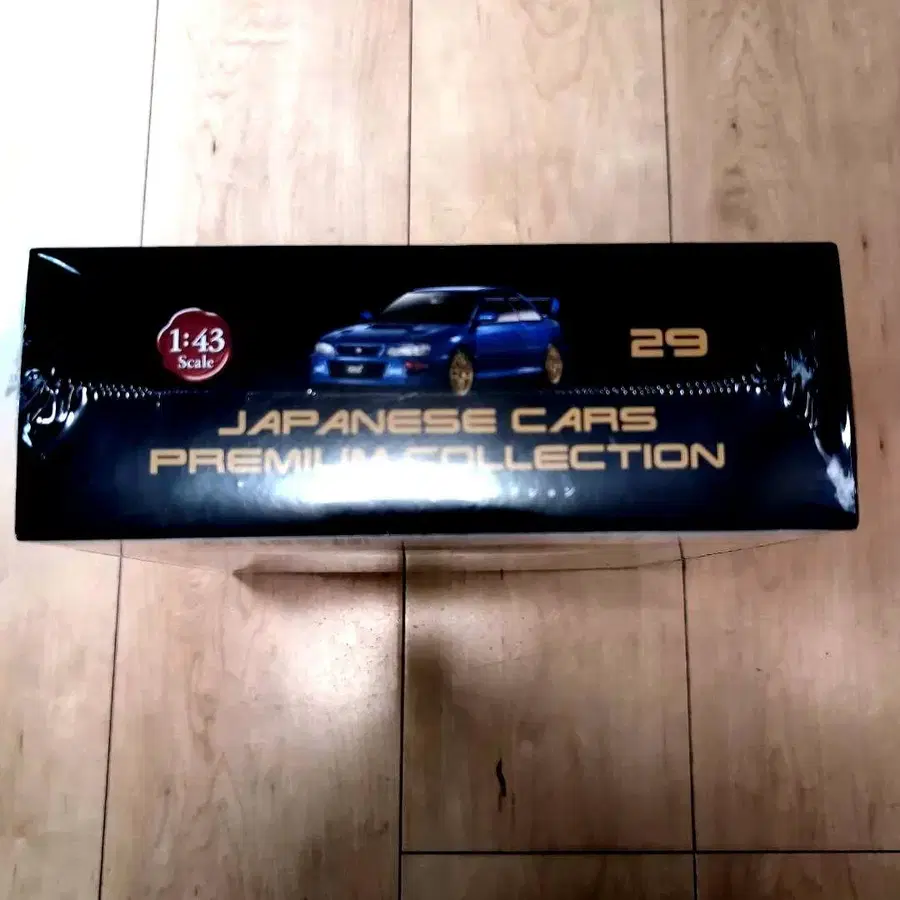 1:43
Scale
29
JAPANESE CARS
PREMIUM COLLECTION